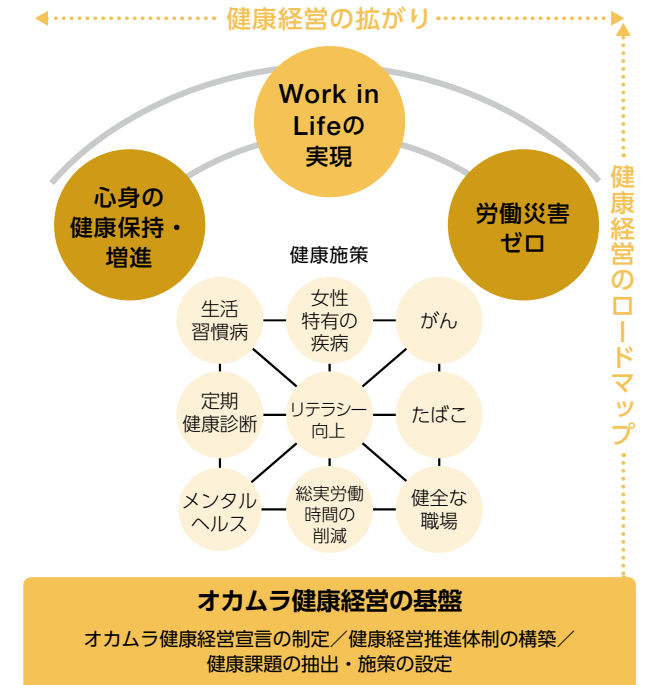 健康経営の拡がり
Work in
Lifeの
実現
心身の
健康保持・
増進
労働災害
ゼロ
健康経営のロードマップ
健康施策
生活
習慣病
女性
特有の
疾病
がん
定期
健康診断
リテラシー
向上
たばこ
メンタル
ヘルス
総実労働
時間の
削減
健全な
職場
オカムラ健康経営の基盤
オカムラ健康経営宣言の制定／健康経営推進体制の構築／
健康課題の抽出・施策の設定